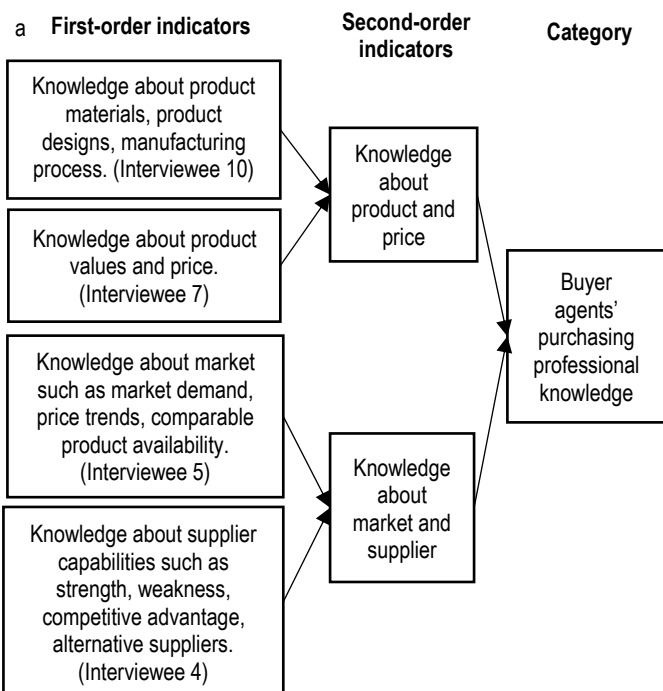 a
First-order indicators
Second-order
indicators
Category
Knowledge about product
materials, product
designs, manufacturing
process. (Interviewee 10)
Knowledge about product
values and price.
(Interviewee 7)
Knowledge about market
such as market demand,
price trends, comparable
product availability.
(Interviewee 5)
Knowledge about supplier
capabilities such as
strength, weakness,
competitive advantage,
alternative suppliers.
(Interviewee 4)
Knowledge
about
product and
price
Knowledge
about
market and
supplier
Buyer
agents’
purchasing
professional
knowledge